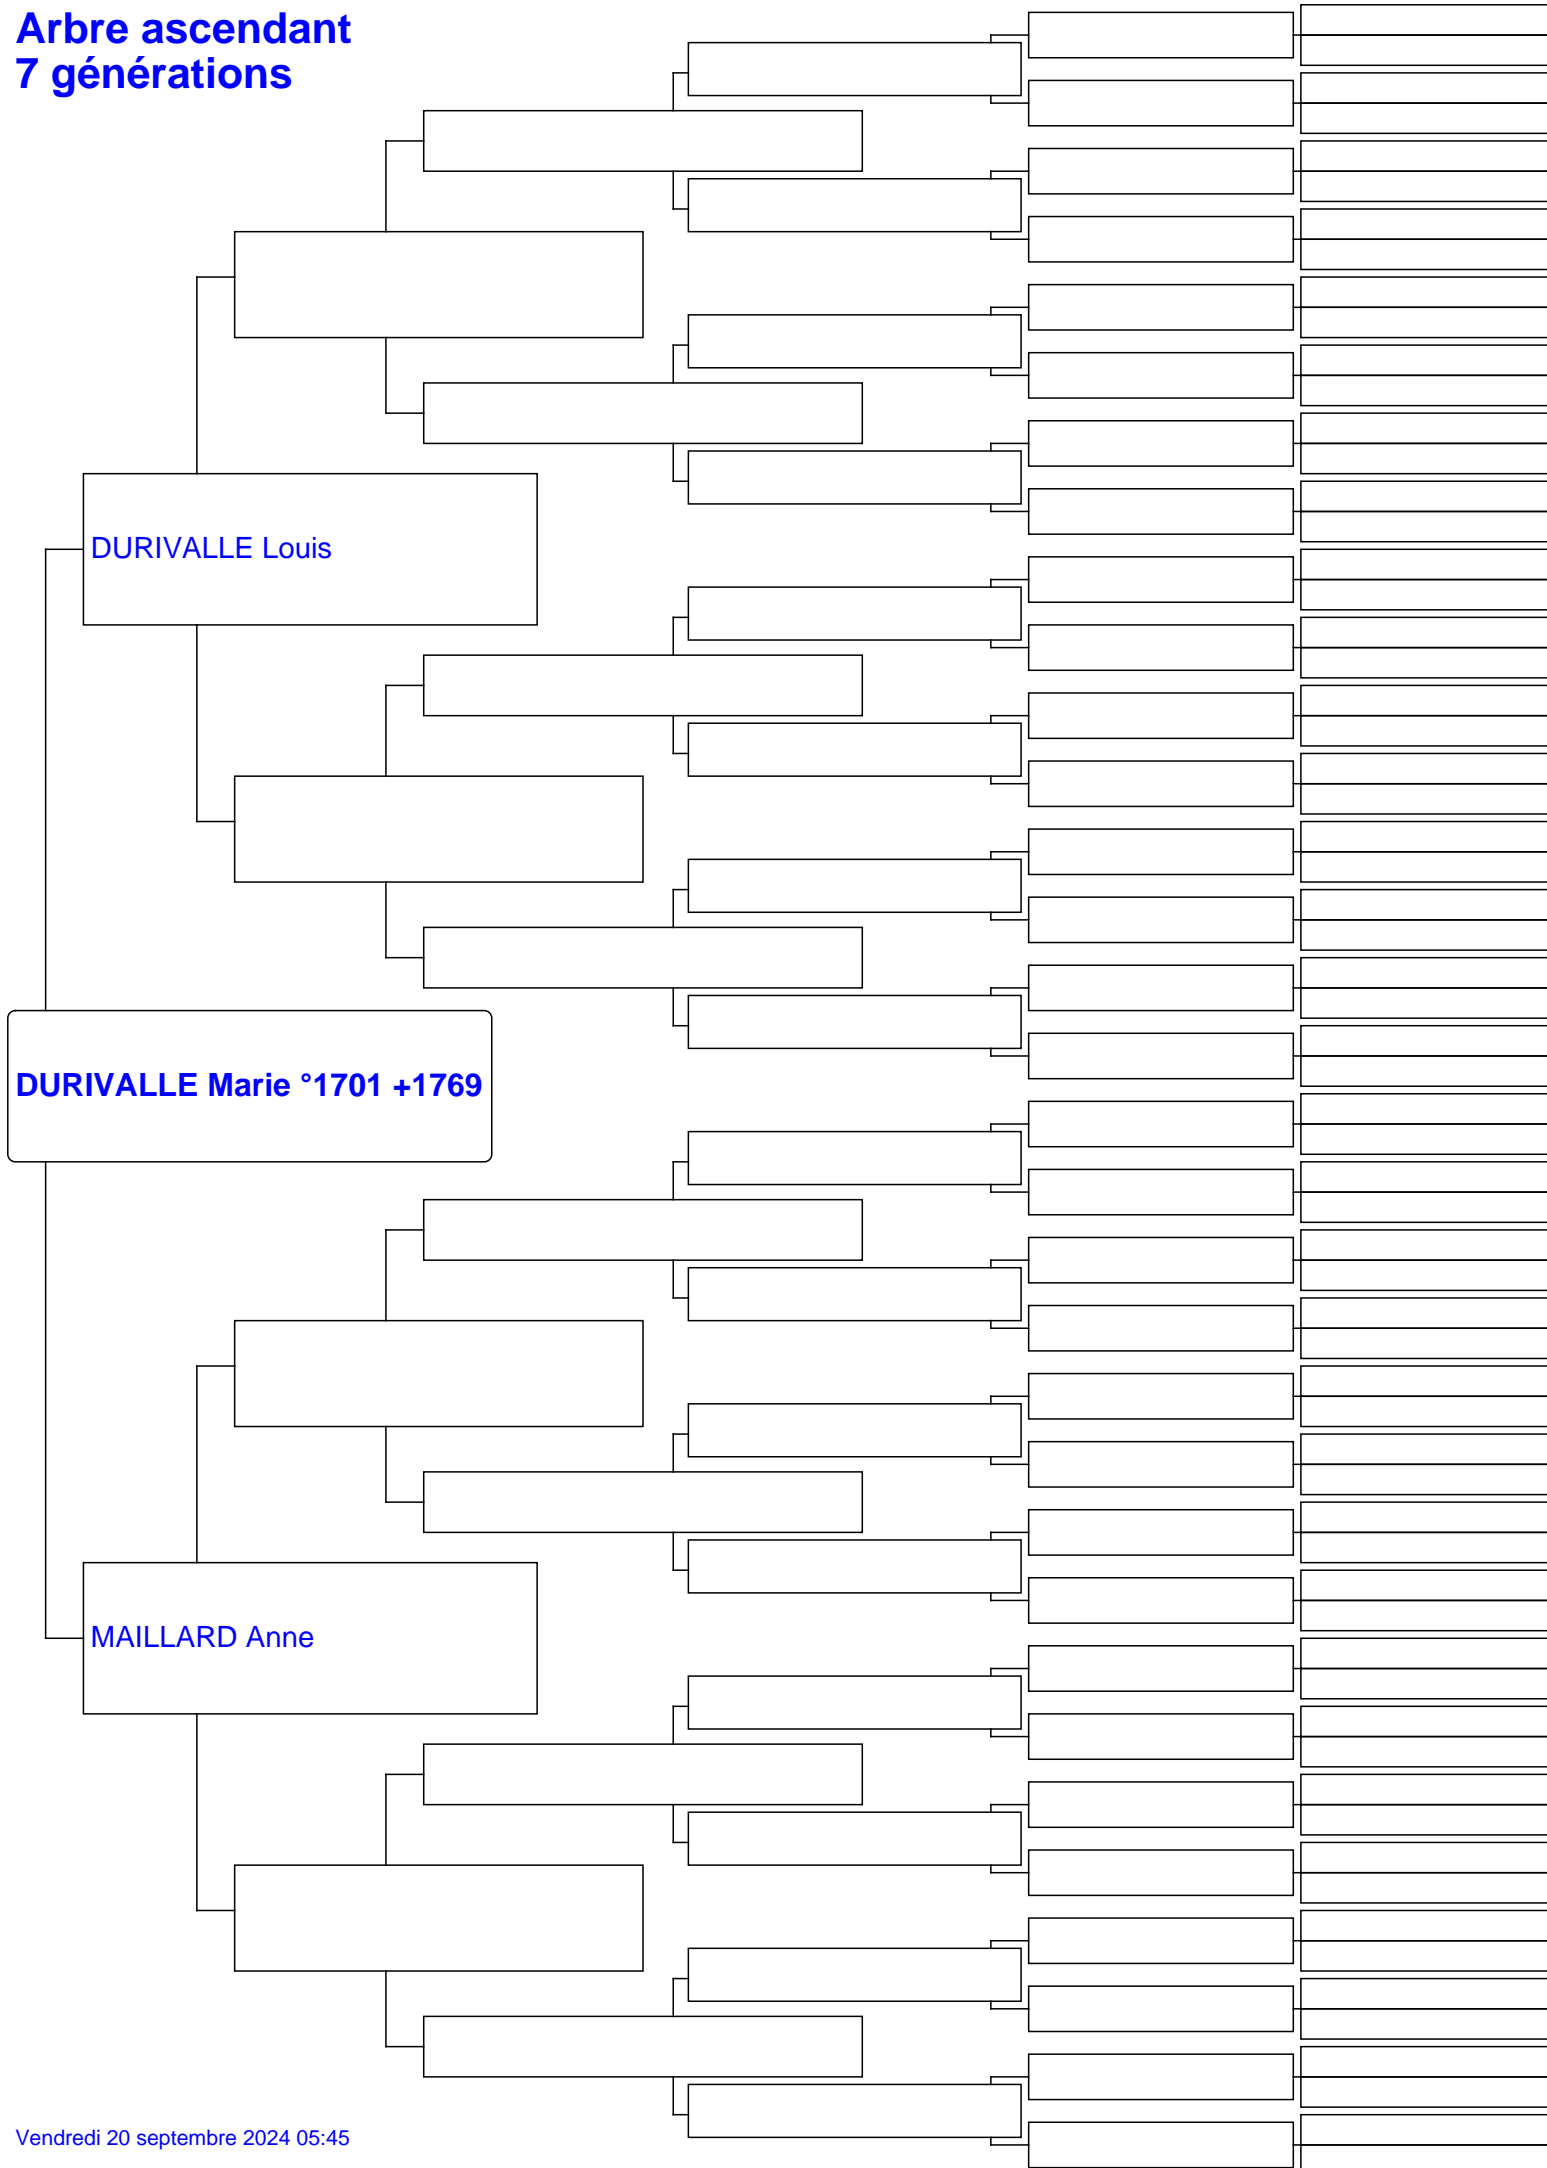 Arbre ascendant
7 générations
DURIVALLE Louis
DURIVALLE Marie °1701 +1769
MAILLARD Anne
Vendredi 20 septembre 2024 05:45